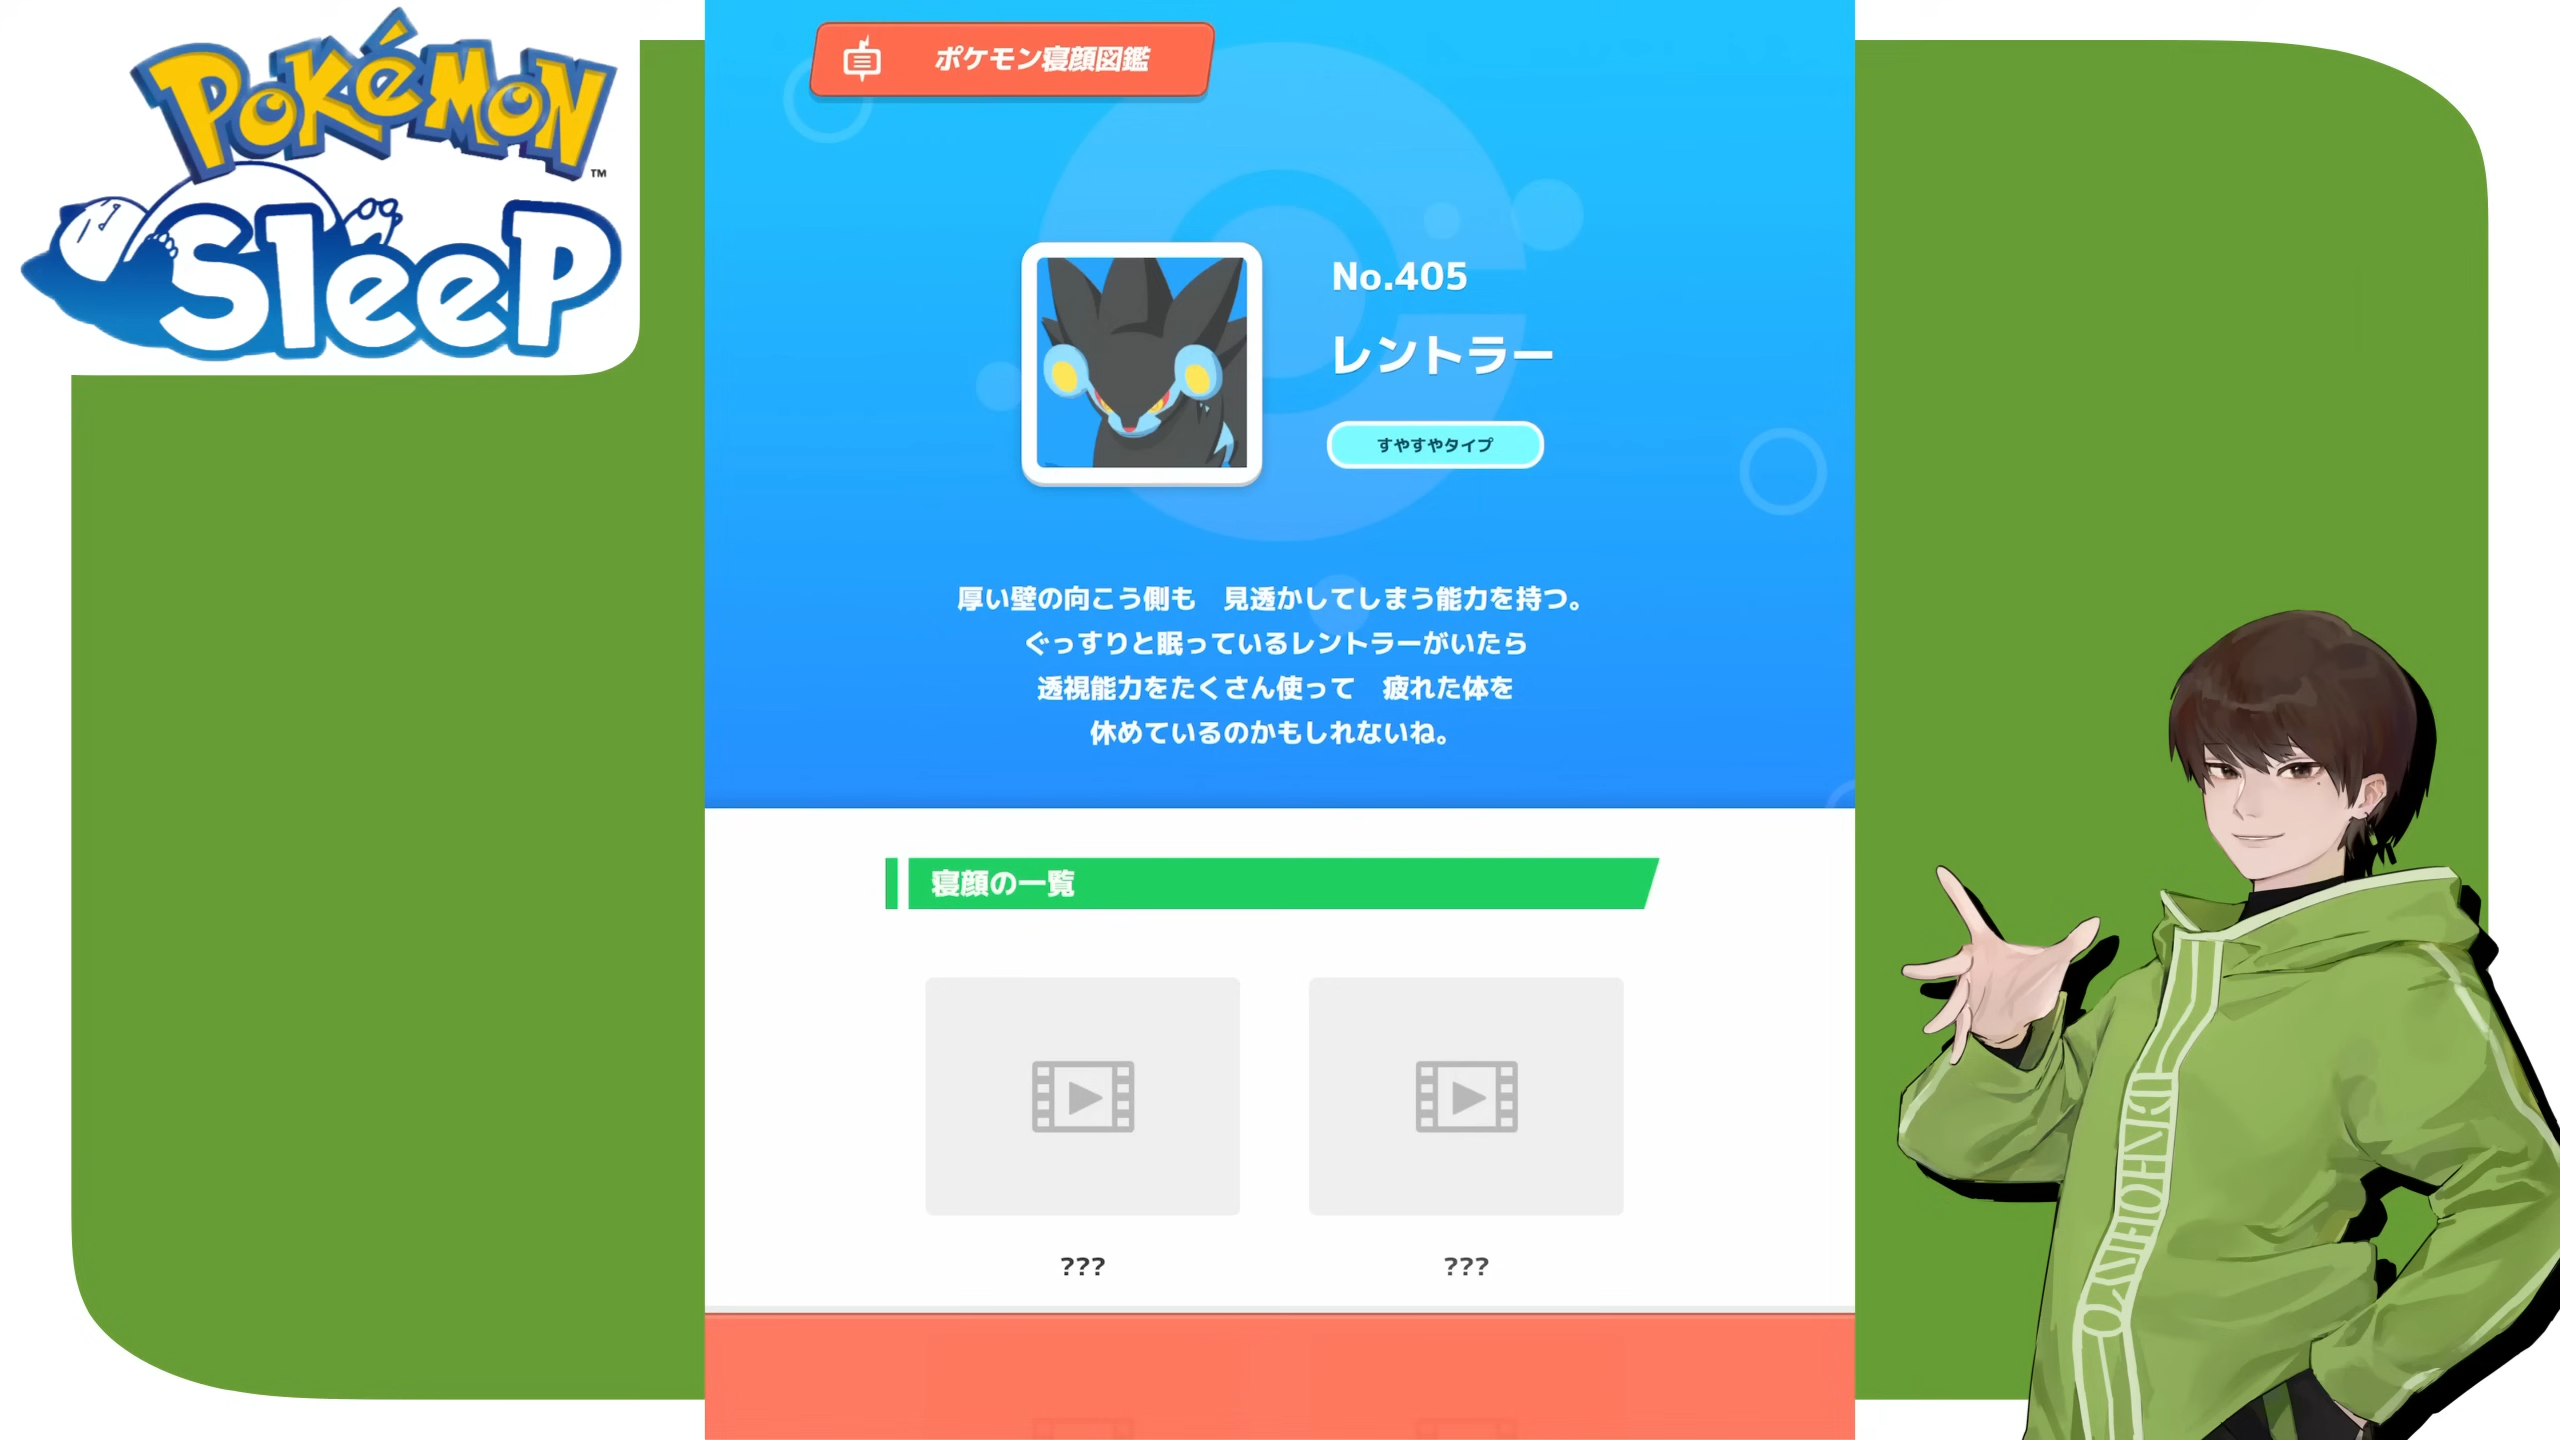 POKéMON
TM
Sleep
ポケモン寝顔図鑑
No.405
レントラー
すやすやタイプ
厚い壁の向こう側も　見透かしてしまう能力を持つ。
ぐっすりと眠っているレントラーがいたら
透視能力をたくさん使って　疲れた体を
休めているのかもしれないね。
寝顔の一覧
???
???